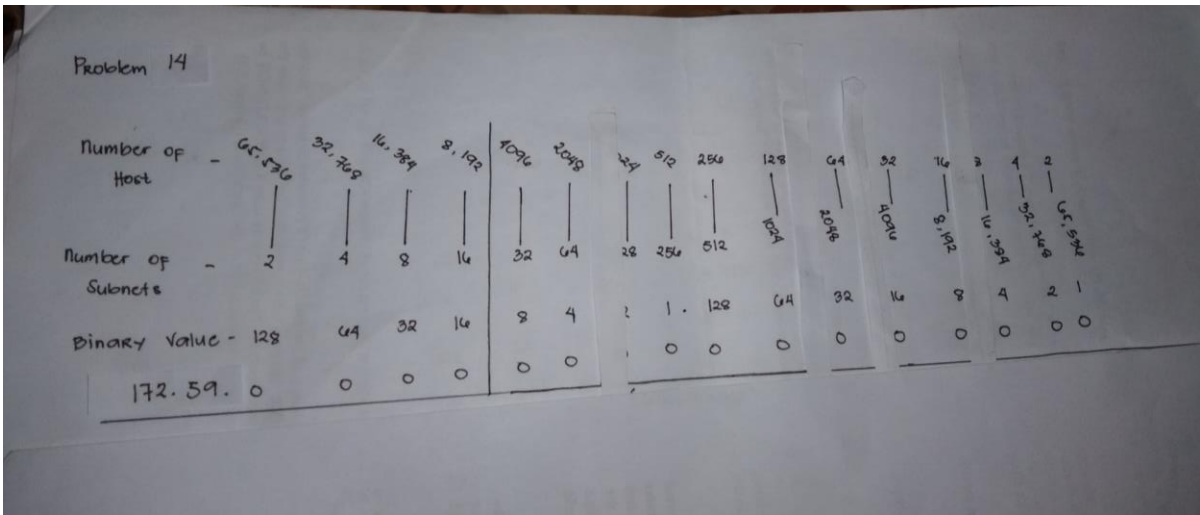 Problem 14
Number of Host - 65,536 32,768 16,384 8,192 4096 2048 24 512 256 128 64 32 16 4 2
1024 2048 4096 8,192 16,384 32,768 65,536
Number of Subnets - 2 4 8 16 32 64 28 256 512
Binary Value - 128 64 32 16 8 4 1. 128 64 32 16 8 4 2 1
172.59. 0 0 0 0 0 0 0 0 0 0 0 0 0 0 0